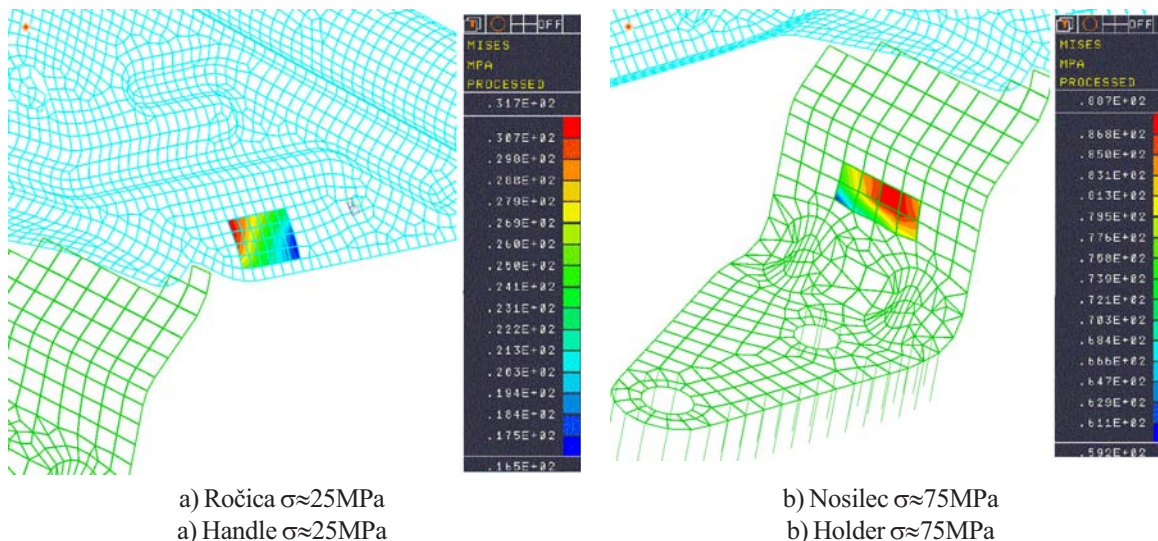 OFF
MISES
MPA
PROCESSED
.317E+02
.307E+02
.298E+02
.288E+02
.279E+02
.269E+02
.260E+02
.250E+02
.241E+02
.231E+02
.222E+02
.213E+02
.203E+02
.194E+02
.184E+02
.175E+02
.165E+02
OFF
MISES
MPA
PROCESSED
.887E+02
.868E+02
.850E+02
.831E+02
.813E+02
.795E+02
.776E+02
.758E+02
.739E+02
.721E+02
.703E+02
.684E+02
.666E+02
.647E+02
.629E+02
.611E+02
.592E+02
a) Ročica σ≈25MPa
a) Handle σ≈25MPa
b) Nosilec σ≈75MPa
b) Holder σ≈75MPa